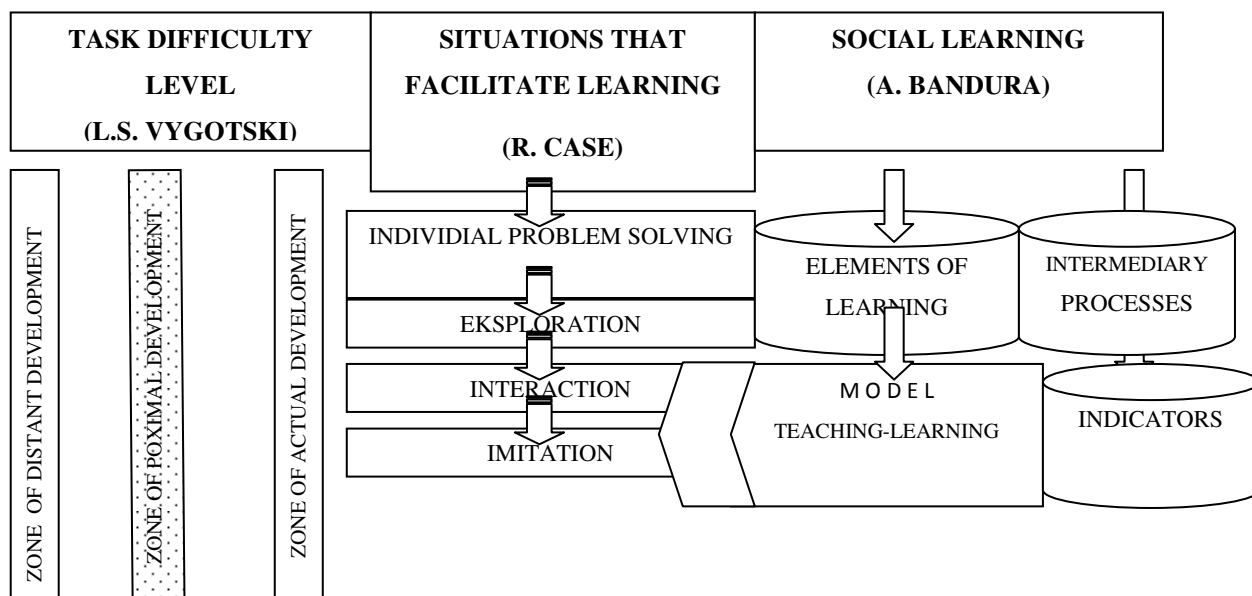 TASK DIFFICULTY
LEVEL
(L.S. VYGOTSKI)
SITUATIONS THAT
FACILITATE LEARNING
(R. CASE)
SOCIAL LEARNING
(A. BANDURA)
ZONE OF DISTANT DEVELOPMENT
ZONE OF POXIMAL DEVELOPMENT
ZONE OF ACTUAL DEVELOPMENT
INDIVIDIAL PROBLEM SOLVING
EKSPLORATION
INTERACTION
IMITATION
ELEMENTS OF
LEARNING
MODEL
TEACHING-LEARNING
INTERMEDIARY
PROCESSES
INDICATORS